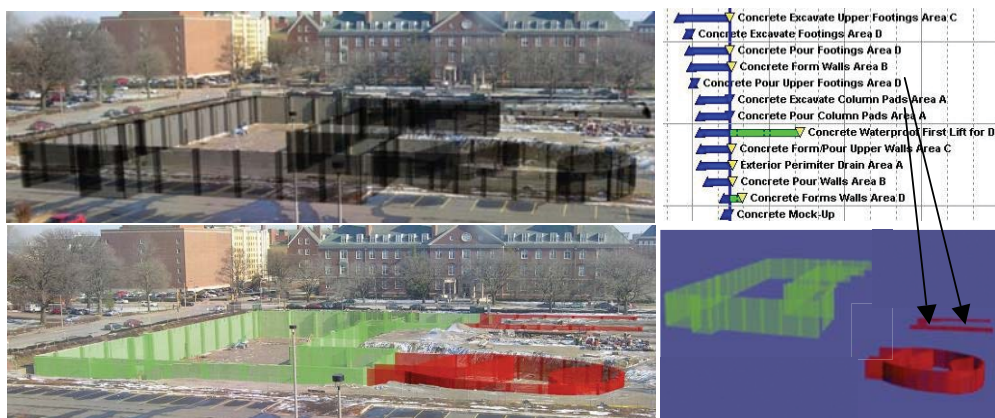 Concrete Excavate Upper Footings Area C
Concrete Excavate Footings Area D
Concrete Pour Footings Area D
Concrete Form Walls Area B
Concrete Pour Upper Footings Area D
Concrete Excavate Column Pads Area A
Concrete Pour Column Pads Area A
Concrete Waterproof First Lift for D
Concrete Form/Pour Upper Walls Area C
Exterior Perimiter Drain Area A
Concrete Pour Walls Area B
Concrete Forms Walls Area D
Concrete Mock-Up